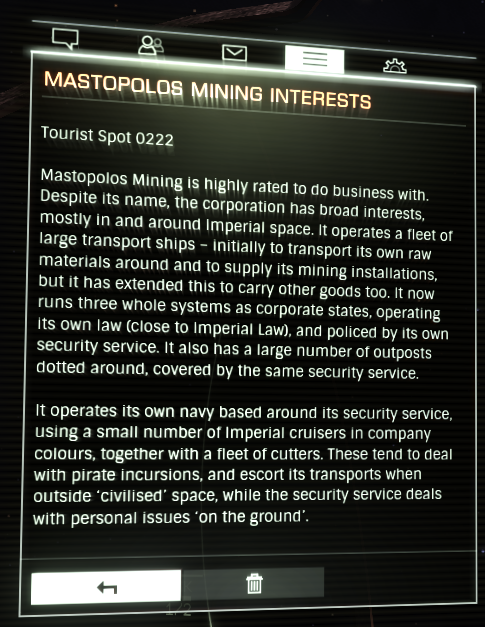 MASTOPOLOS MINING INTERESTS
Tourist Spot 0222
Mastopolos Mining is highly rated to do business with.
Despite its name, the corporation has broad interests,
mostly in and around Imperial space. It operates a fleet of
large transport ships – initially to transport its own raw
materials around and to supply its mining installations,
but it has extended this to carry other goods too. It now
runs three whole systems as corporate states, operating
its own law (close to Imperial Law), and policed by its own
security service. It also has a large number of outposts
dotted around, covered by the same security service.
It operates its own navy based around its security service,
using a small number of Imperial cruisers in company
colours, together with a fleet of cutters. These tend to deal
with pirate incursions, and escort its transports when
outside ‘civilised’ space, while the security service deals
with personal issues ‘on the ground’.
1/2